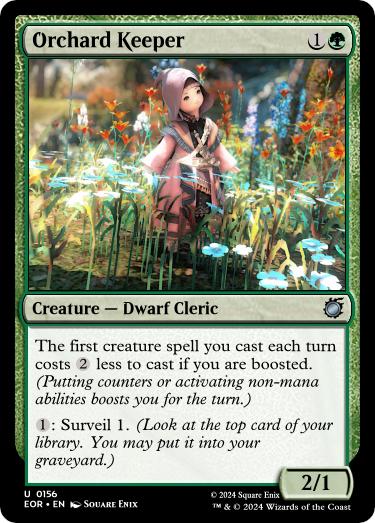 Orchard Keeper 1
Creature — Dwarf Cleric
The first creature spell you cast each turn
costs 2 less to cast if you are boosted.
(Putting counters or activating non-mana
abilities boosts you for the turn.)
1: Surveil 1. (Look at the top card of your
library. You may put it into your
graveyard.)
2/1
U 0156
EOR • EN SQUARE ENIX
© 2024 Square Enix
™ & © 2024 Wizards of the Coast